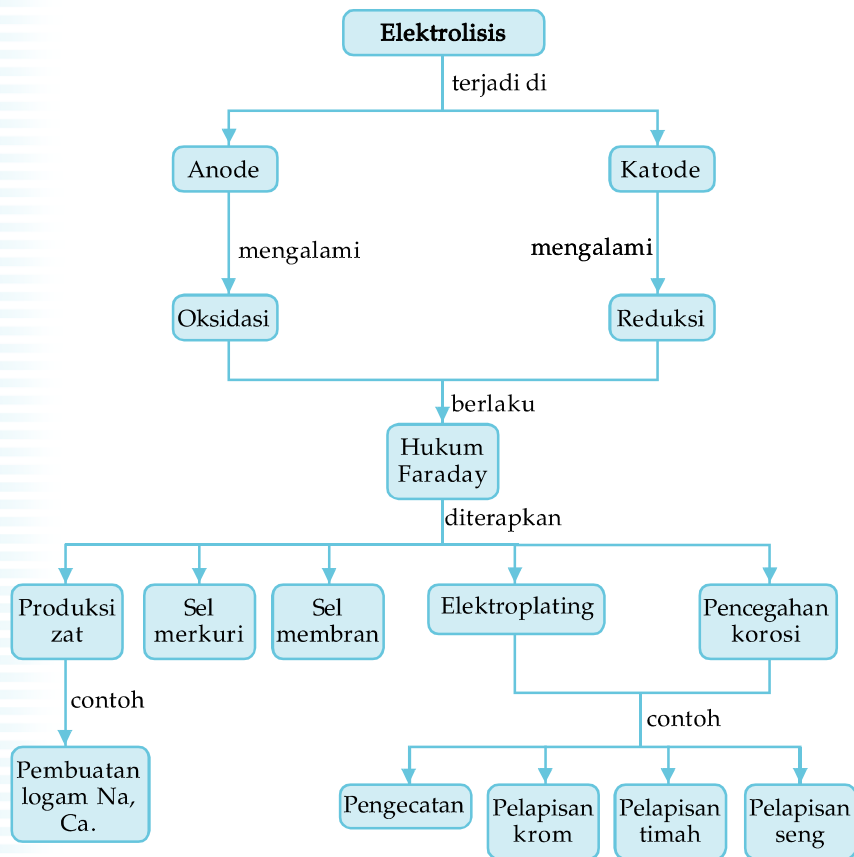 Elektrolisis
terjadi di
Anode
Katode
mengalami
mengalami
Oksidasi
Reduksi
berlaku
Hukum
Faraday
diterapkan
Produksi
zat
Sel
merkuri
Sel
membran
Elektroplating
Pencegahan
korosi
contoh
contoh
Pembuatan
logam Na,
Ca.
Pengecatan
Pelapisan
krom
Pelapisan
timah
Pelapisan
seng